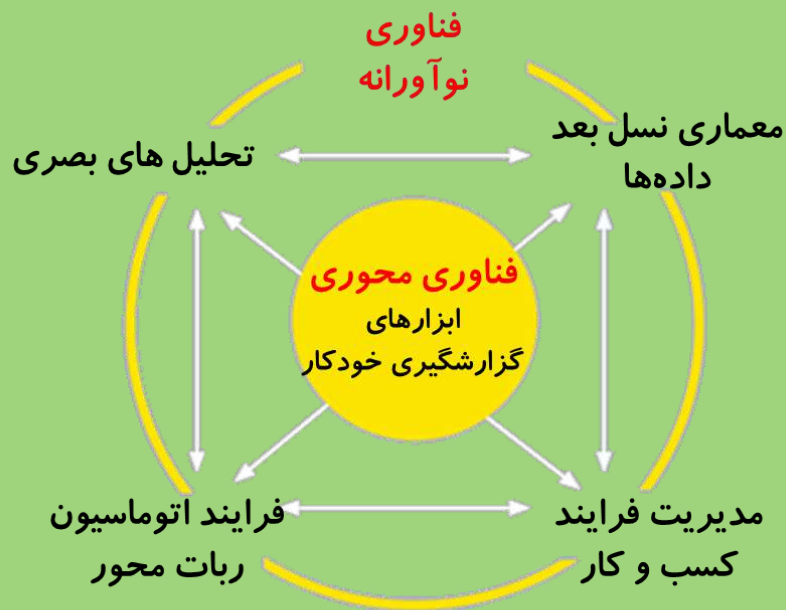 فناوری
نوآورانه
معماری نسل بعد
داده‌ها
تحلیل های بصری
فناوری محوری
ابزارهای
گزارشگیری خودکار
مدیریت فرایند
کسب و کار
فرایند اتوماسیون
ربات محور